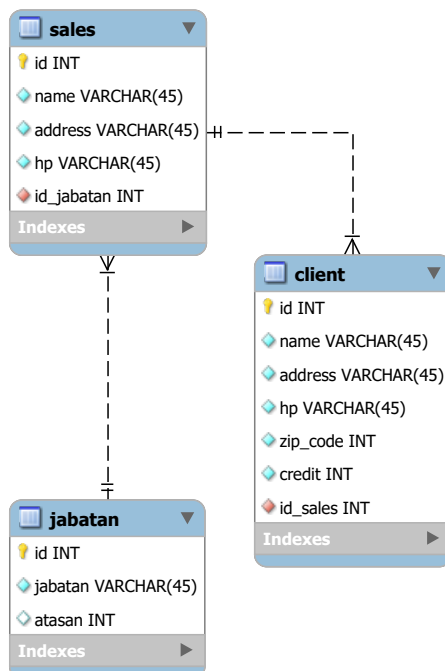 sales
id INT
name VARCHAR(45)
address VARCHAR(45)
hp VARCHAR(45)
id_jabatan INT
Indexes
client
id INT
name VARCHAR(45)
address VARCHAR(45)
hp VARCHAR(45)
zip_code INT
credit INT
id_sales INT
Indexes
jabatan
id INT
jabatan VARCHAR(45)
atasan INT
Indexes